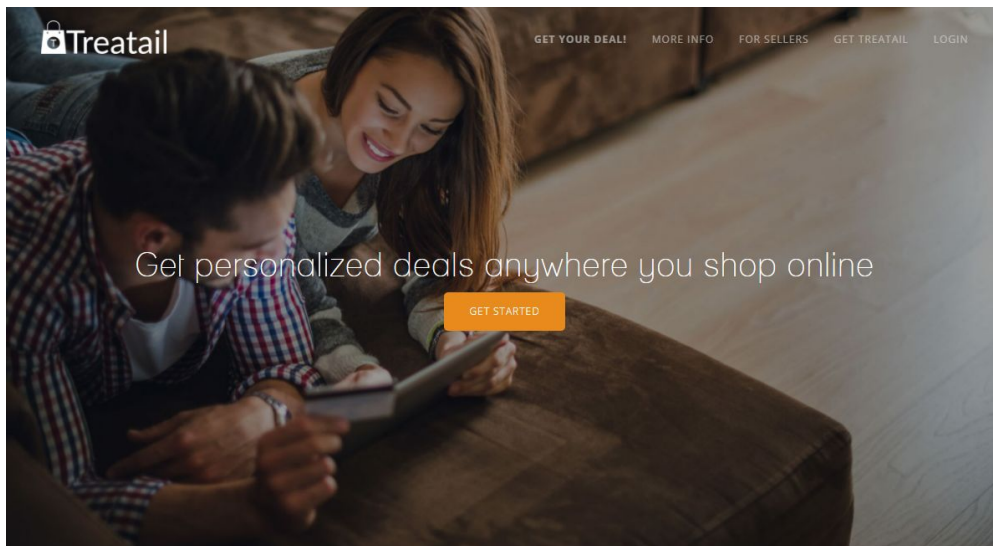 Treatail
GET YOUR DEAL! MORE INFO FOR SELLERS GET TREATAIL LOGIN
Get personalized deals anywhere you shop online
GET STARTED